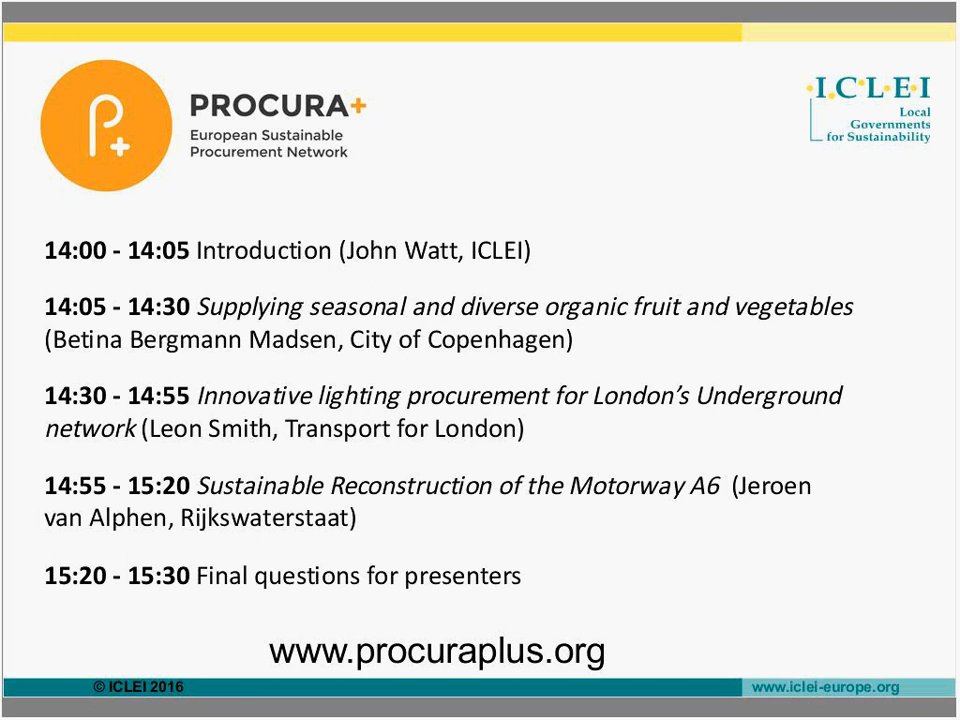 PROCURA+
European Sustainable
Procurement Network
I.C.L.E.I
Local
Governments
for Sustainability
14:00 - 14:05 Introduction (John Watt, ICLEI)
14:05 - 14:30 Supplying seasonal and diverse organic fruit and vegetables
(Betina Bergmann Madsen, City of Copenhagen)
14:30 - 14:55 Innovative lighting procurement for London’s Underground
network (Leon Smith, Transport for London)
14:55 - 15:20 Sustainable Reconstruction of the Motorway A6 (Jeroen
van Alphen, Rijkswaterstaat)
15:20 - 15:30 Final questions for presenters
www.procuraplus.org
© ICLEI 2016
www.iclei-europe.org